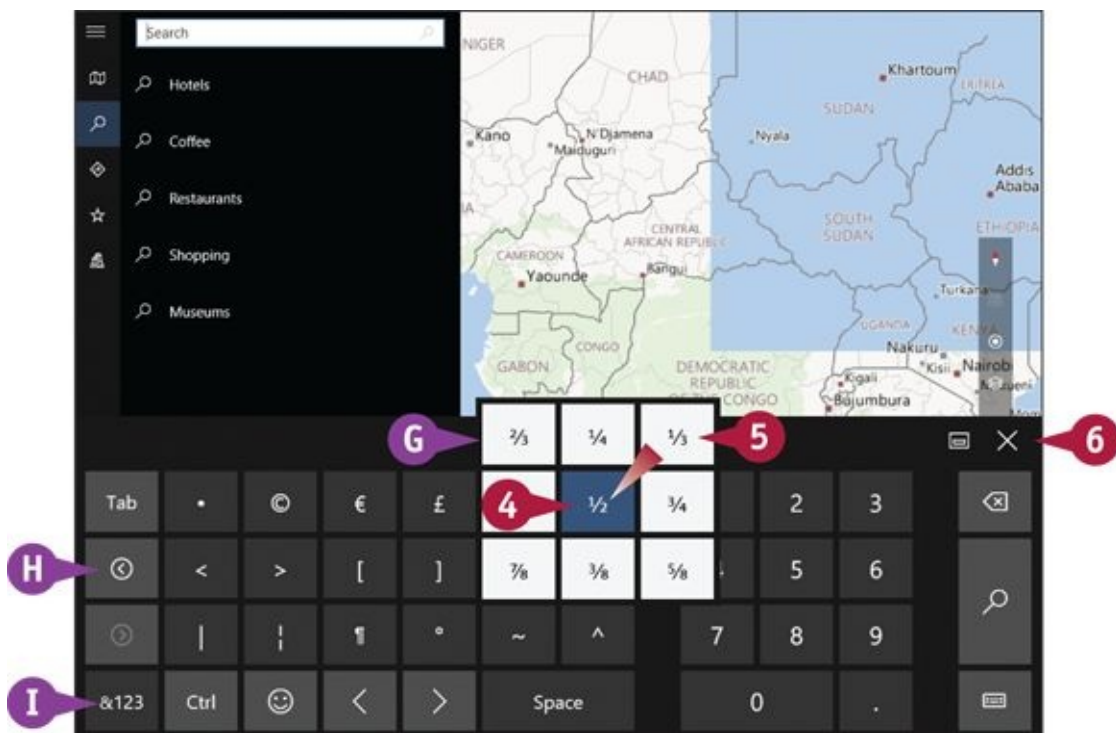 Search
Hotels
Coffee
Restaurants
Shopping
Museums
NIGER
CHAD
Khartoum
ERITREA
SUDAN
Kano
N'Djamena
Maiduguri
Nyala
Addis
Ababa
CENTRAL
AFRICAN REPUBLIC
SOUTH
SUDAN
ETHIOPIA
CAMEROON
Yaounde
Bangui
Turkana
UGANDA
KENYA
CONGO
GABON
DEMOCRATIC
REPUBLIC
OF THE CONGO
Nakuru
Kisii
Nairobi
Kigali
Bujumbura
G ⅔ ¼ ⅓ 5 6
Tab • © € £ 4 ½ ¾ 2 3
H < > [ ] ⅞ ⅜ ⅝ 5 6
| ¦ ¶ ° ~ ^ 7 8 9
I &123 Ctrl < > Space 0 .